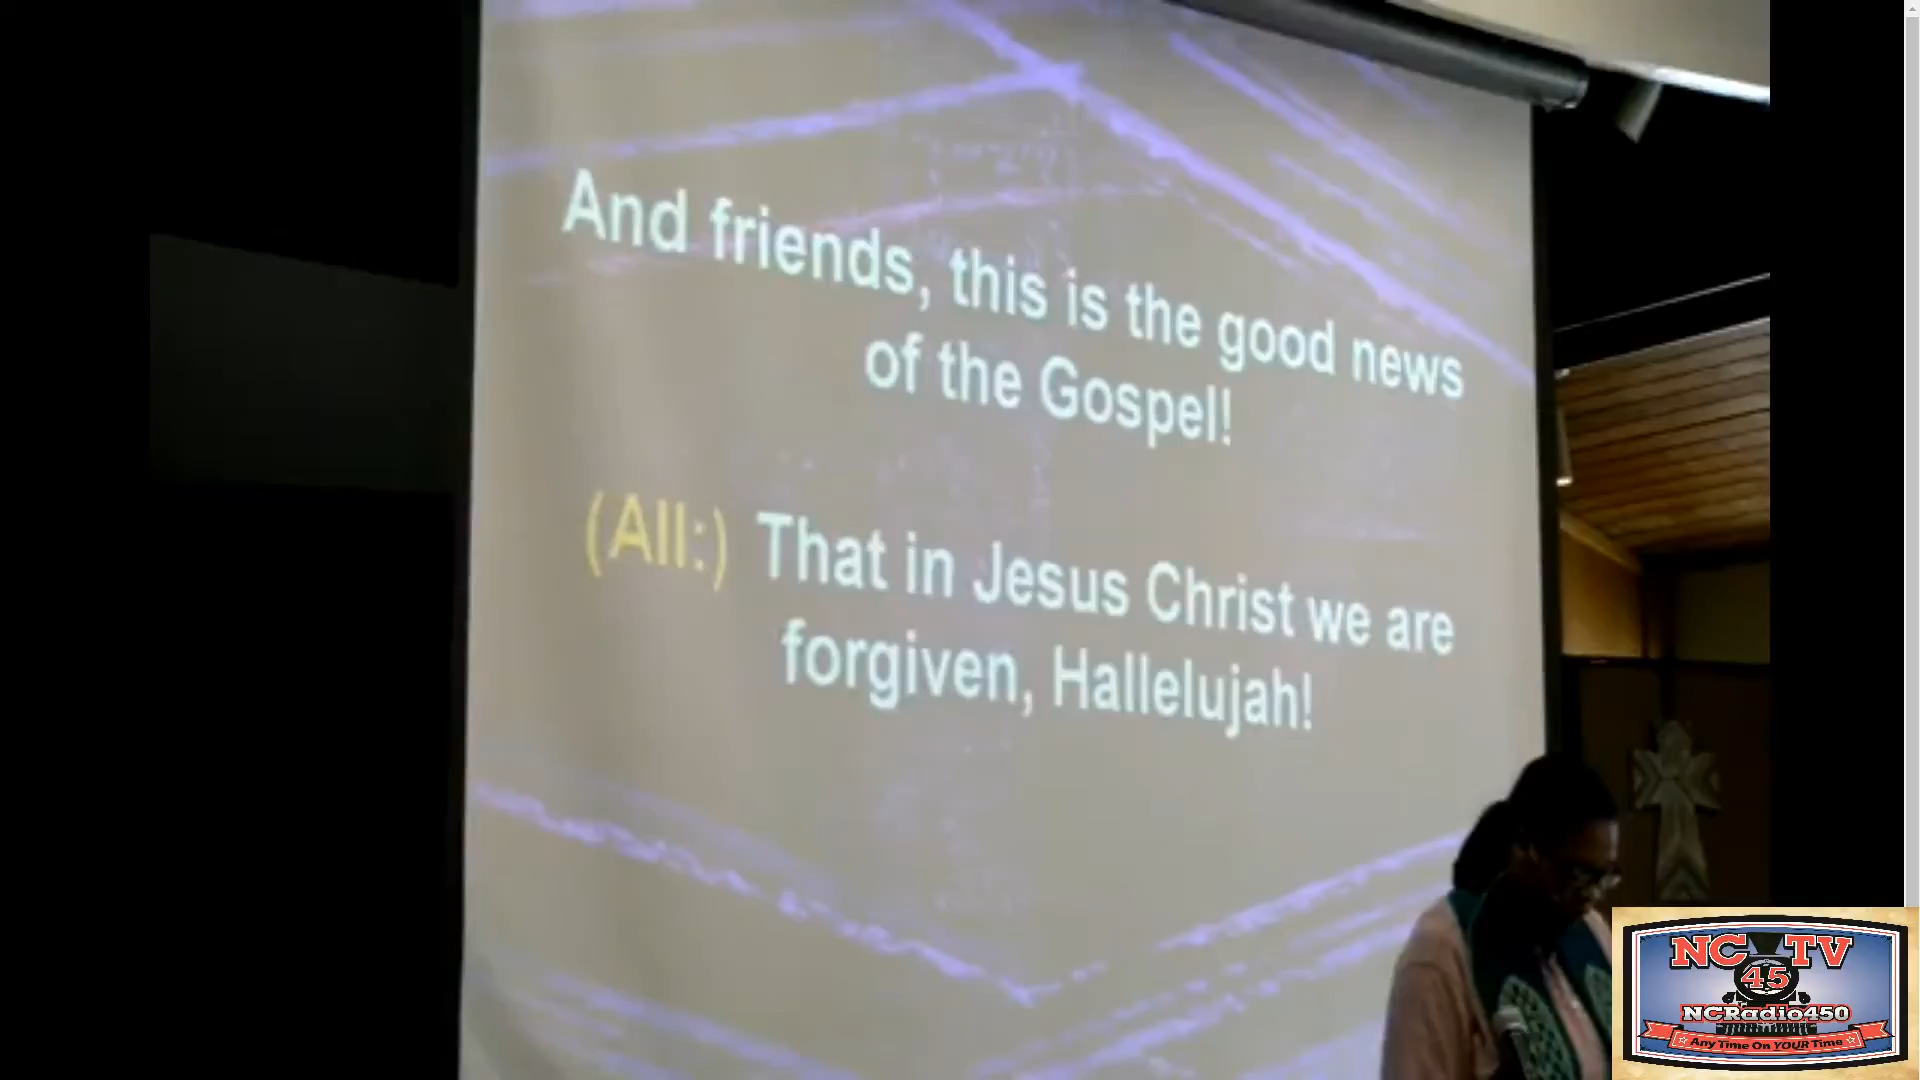 And friends, this is the good news
of the Gospel!
(All:) That in Jesus Christ we are
forgiven, Hallelujah!
NC TV
45
NCRadio450
Any Time On YOUR Time